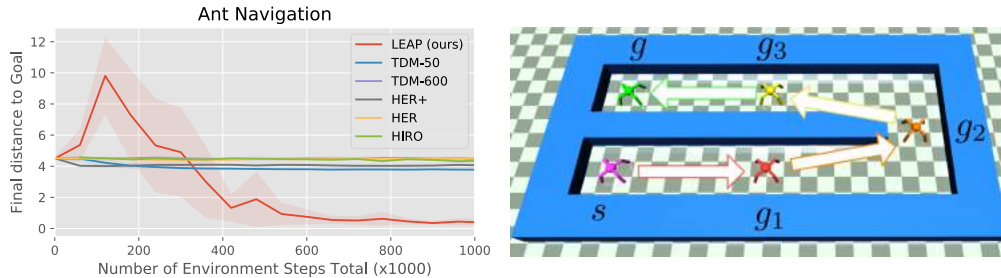 Ant Navigation
Final distance to Goal
12
10
8
6
4
2
0
LEAP (ours)
TDM-50
TDM-600
HER+
HER
HIRO
0 200 400 600 800 1000
Number of Environment Steps Total (x1000)
g g₃
g₂
s g₁